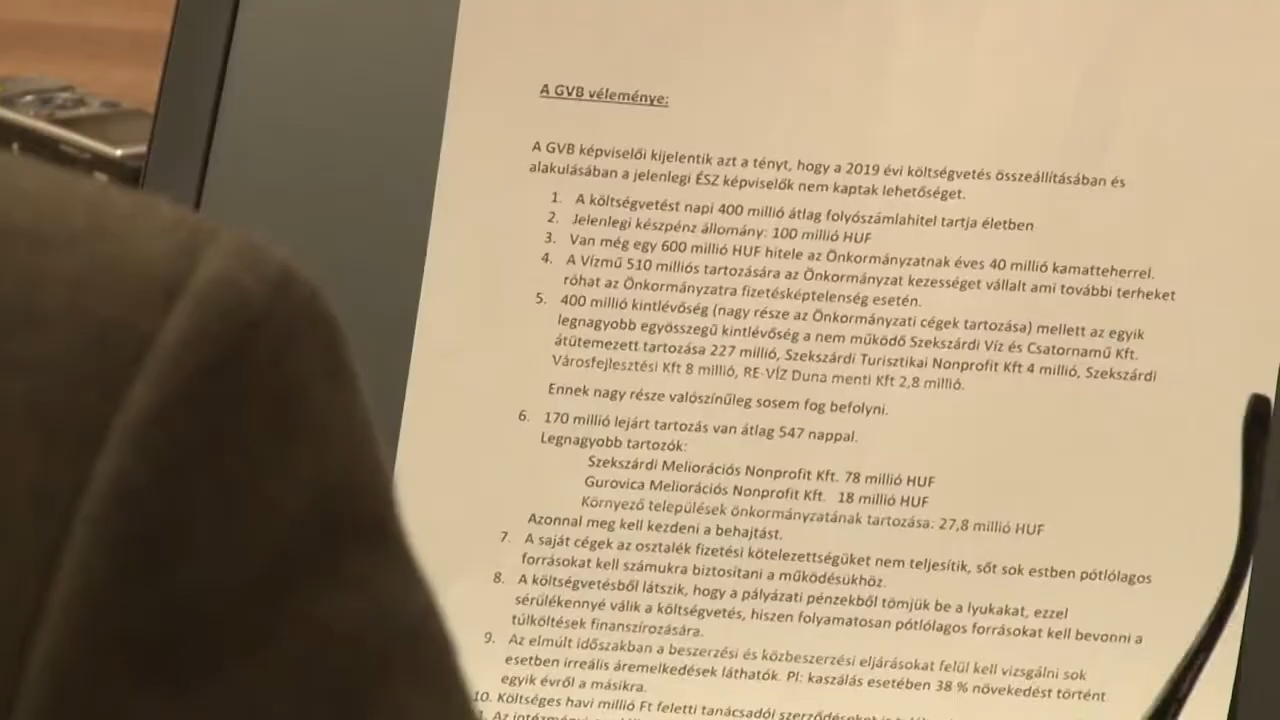 A GVB véleménye:
A GVB képviselői kijelentik azt a tényt, hogy a 2019 évi költségvetés összeállításában és
alakulásában a jelenlegi ÉSZ képviselők nem kaptak lehetőséget.
1. A költségvetést napi 400 millió átlag folyószámlahitel tartja életben
2. Jelenlegi készpénz állomány: 100 millió HUF
3. Van még egy 600 millió HUF hitele az Önkormányzatnak éves 40 millió kamatteherrel.
4. A Vízmű 510 milliós tartozására az Önkormányzat kezességet vállalt ami további terheket
róhat az Önkormányzatra fizetésképtelenség esetén.
5. 400 millió kintlévőség (nagy része az Önkormányzati cégek tartozása) mellett az egyik
legnagyobb egyösszegű kintlévőség a nem működő Szekszárdi Víz és Csatornamű Kft.
átütemezett tartozása 227 millió, Szekszárdi Turisztikai Nonprofit Kft 4 millió, Szekszárdi
Városfejlesztési Kft 8 millió, RE-VÍZ Duna menti Kft 2,8 millió.
Ennek nagy része valószínűleg sosem fog befolyni.
6. 170 millió lejárt tartozás van átlag 547 nappal.
Legnagyobb tartozók:
Szekszárdi Meliorációs Nonprofit Kft. 78 millió HUF
Gurovica Meliorációs Nonprofit Kft. 18 millió HUF
Környező települések önkormányzatának tartozása: 27,8 millió HUF
Azonnal meg kell kezdeni a behajtást.
7. A saját cégek az osztalék fizetési kötelezettségüket nem teljesítik, sőt sok estben pótlólagos
forrásokat kell számukra biztosítani a működésükhöz.
8. A költségvetésből látszik, hogy a pályázati pénzekből tömjük be a lyukakat, ezzel
sérülékennyé válik a költségvetés, hiszen folyamatosan pótlólagos forrásokat kell bevonni a
túlköltések finanszírozására.
9. Az elmúlt időszakban a beszerzési és közbeszerzési eljárásokat felül kell vizsgálni sok
esetben irreális áremelkedések láthatók. Pl: kaszálás esetében 38 % növekedést történt
egyik évről a másikra.
10. Költséges havi millió Ft feletti tanácsadói